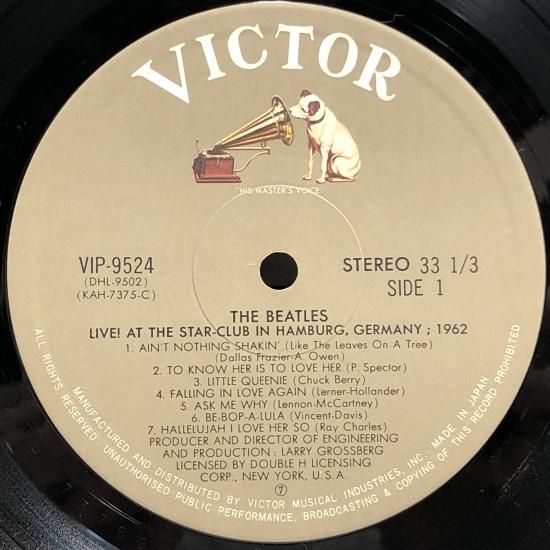 VICTOR
"HIS MASTER'S VOICE"
VIP-9524
(DHL-9502)
(KAH-7375-C)
STEREO 33 1/3
SIDE 1
THE BEATLES
LIVE! AT THE STAR-CLUB IN HAMBURG, GERMANY ; 1962
1. AIN'T NOTHING SHAKIN' (Like The Leaves On A Tree)
(Dallas Frazier-A. Owen)
2. TO KNOW HER IS TO LOVE HER (P. Spector)
3. LITTLE QUEENIE (Chuck Berry)
4. FALLING IN LOVE AGAIN (Lerner-Hollander)
5. ASK ME WHY (Lennon-McCartney)
6. BE-BOP-A-LULA (Vincent-Davis)
7. HALLELUJAH I LOVE HER SO (Ray Charles)
PRODUCER AND DIRECTOR OF ENGINEERING
AND PRODUCTION : LARRY GROSSBERG
LICENSED BY DOUBLE H LICENSING
CORP., NEW YORK, U.S.A.
7
MANUFACTURED AND DISTRIBUTED BY VICTOR MUSICAL INDUSTRIES, INC. MADE IN JAPAN
ALL RIGHTS RESERVED. UNAUTHORISED PUBLIC PERFORMANCE, BROADCASTING & COPYING OF THIS RECORD PROHIBITED